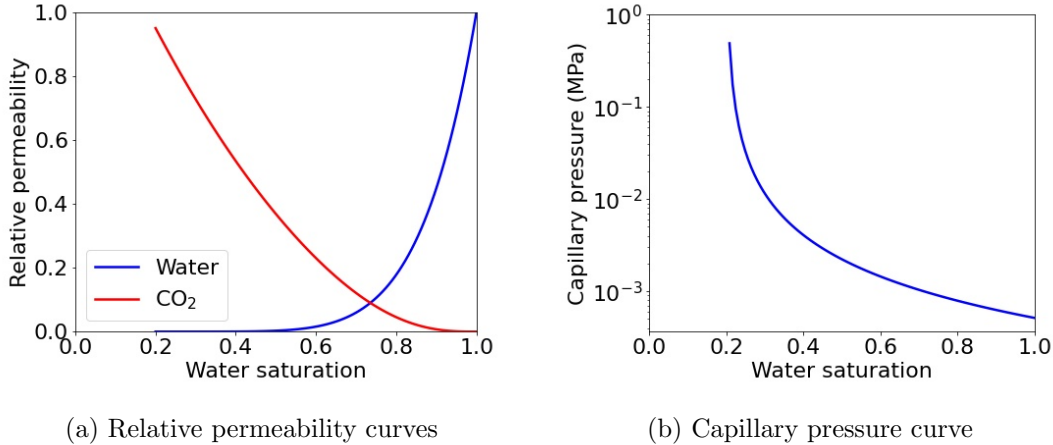 Relative permeability
1.0
0.8
0.6
0.4
0.2
0.0
Water
CO₂
0.0 0.2 0.4 0.6 0.8 1.0
Water saturation
(a) Relative permeability curves
Capillary pressure (MPa)
10⁰
10⁻¹
10⁻²
10⁻³
0.0 0.2 0.4 0.6 0.8 1.0
Water saturation
(b) Capillary pressure curve